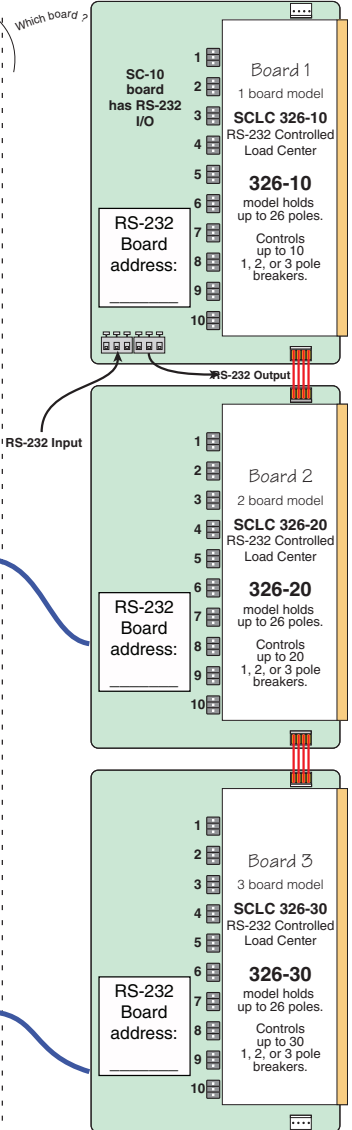 Which board ?
SC-10
board
has RS-232
I/O
1
2
3
4
5
6
7
8
9
10
RS-232
Board
address:
Board 1
1 board model
SCLC 326-10
RS-232 Controlled
Load Center
326-10
model holds
up to 26 poles.
Controls
up to 10
1, 2, or 3 pole
breakers.
RS-232 Output
RS-232 Input
1
2
3
4
5
6
7
8
9
10
RS-232
Board
address:
Board 2
2 board model
SCLC 326-20
RS-232 Controlled
Load Center
326-20
model holds
up to 26 poles.
Controls
up to 20
1, 2, or 3 pole
breakers.
1
2
3
4
5
6
7
8
9
10
RS-232
Board
address:
Board 3
3 board model
SCLC 326-30
RS-232 Controlled
Load Center
326-30
model holds
up to 26 poles.
Controls
up to 30
1, 2, or 3 pole
breakers.